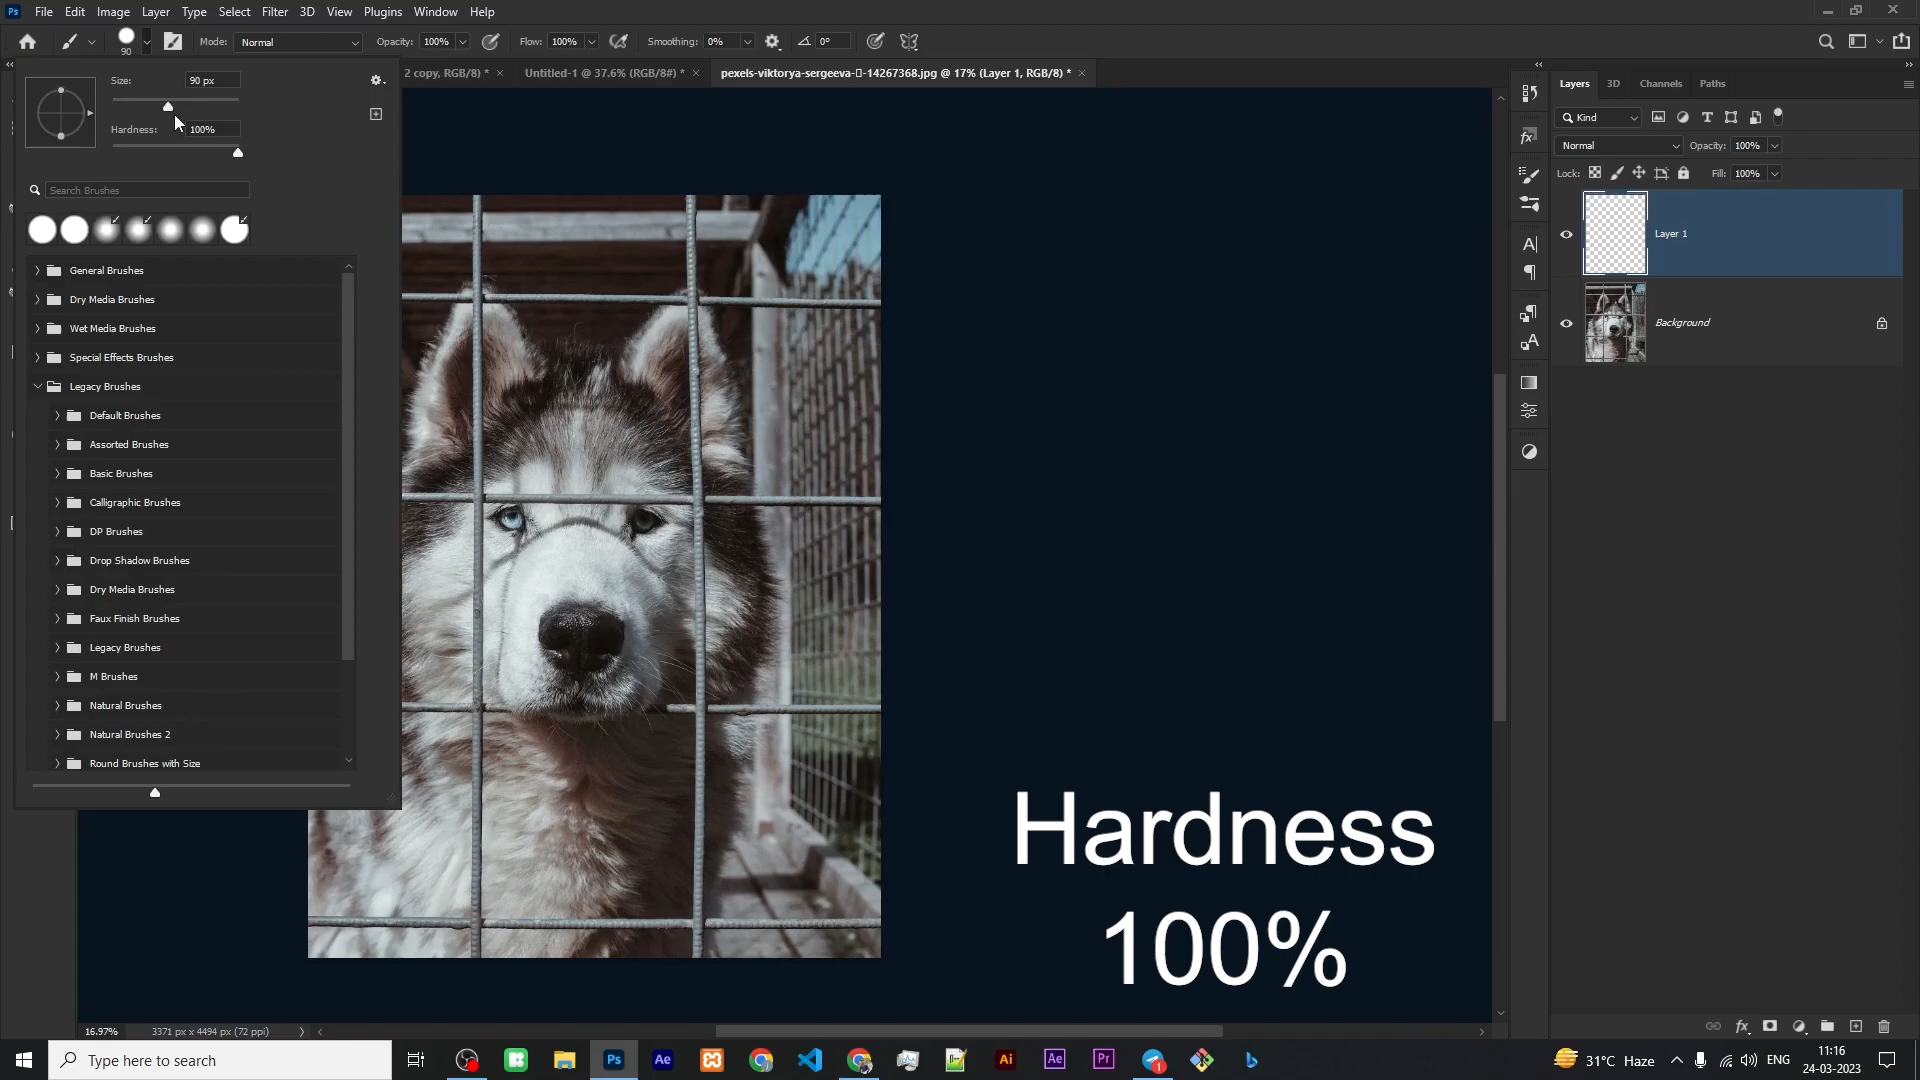 Ps File Edit Image Layer Type Select Filter 3D View Plugins Window Help
90 Mode: Normal Opacity: 100% Flow: 100% Smoothing: 0% 0°
2 copy, RGB/8) * × Untitled-1 @ 37.6% (RGB/8#) * × pexels-viktorya-sergeeva-▯-14267368.jpg @ 17% (Layer 1, RGB/8) * ×
Size: 90 px
Hardness: 100%
Search Brushes
General Brushes
Dry Media Brushes
Wet Media Brushes
Special Effects Brushes
Legacy Brushes
Default Brushes
Assorted Brushes
Basic Brushes
Calligraphic Brushes
DP Brushes
Drop Shadow Brushes
Dry Media Brushes
Faux Finish Brushes
Legacy Brushes
M Brushes
Natural Brushes
Natural Brushes 2
Round Brushes with Size
Hardness
100%
Layers 3D Channels Paths
Kind
Normal Opacity: 100%
Lock: Fill: 100%
Layer 1
Background
16.97% 3371 px x 4494 px (72 ppi)
Type here to search
Ps Ae Ai Ae Pr 1
31°C Haze ENG
11:16
24-03-2023